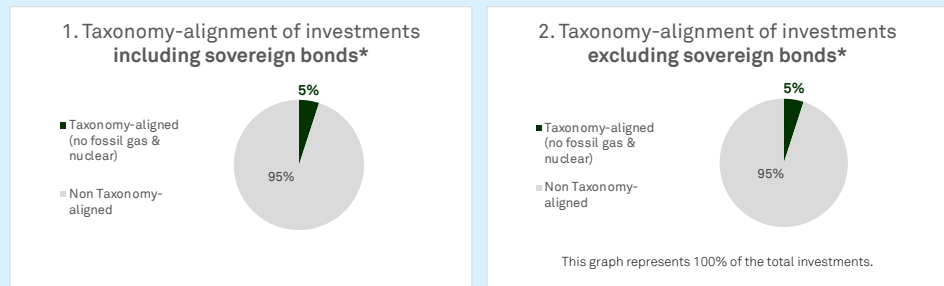 1. Taxonomy-alignment of investments
including sovereign bonds*
5%
Taxonomy-aligned
(no fossil gas &
nuclear)
95%
Non Taxonomy-
aligned
2. Taxonomy-alignment of investments
excluding sovereign bonds*
5%
Taxonomy-aligned
(no fossil gas &
nuclear)
95%
Non Taxonomy-
aligned
This graph represents 100% of the total investments.